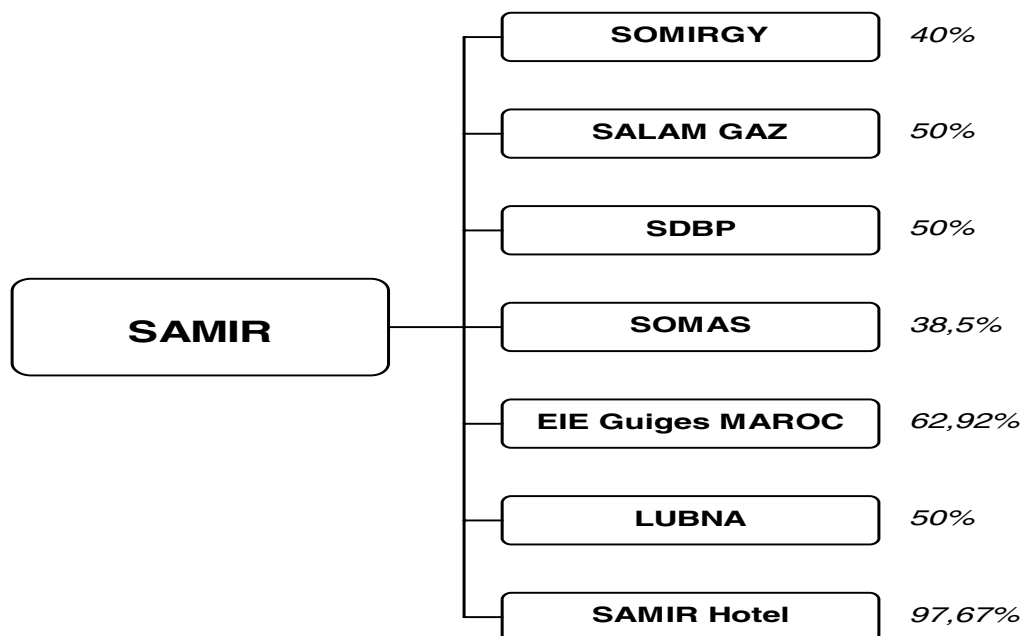 SOMIRGY 40%
SALAM GAZ 50%
SDBP 50%
SAMIR
SOMAS 38,5%
EIE Guiges MAROC 62,92%
LUBNA 50%
SAMIR Hotel 97,67%